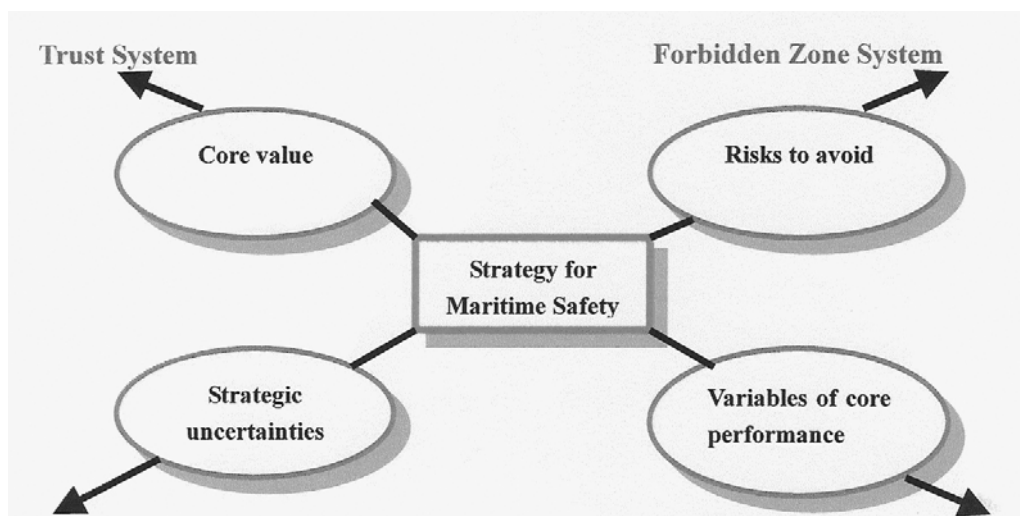 Trust System
Forbidden Zone System
Core value
Risks to avoid
Strategy for
Maritime Safety
Strategic
uncertainties
Variables of core
performance